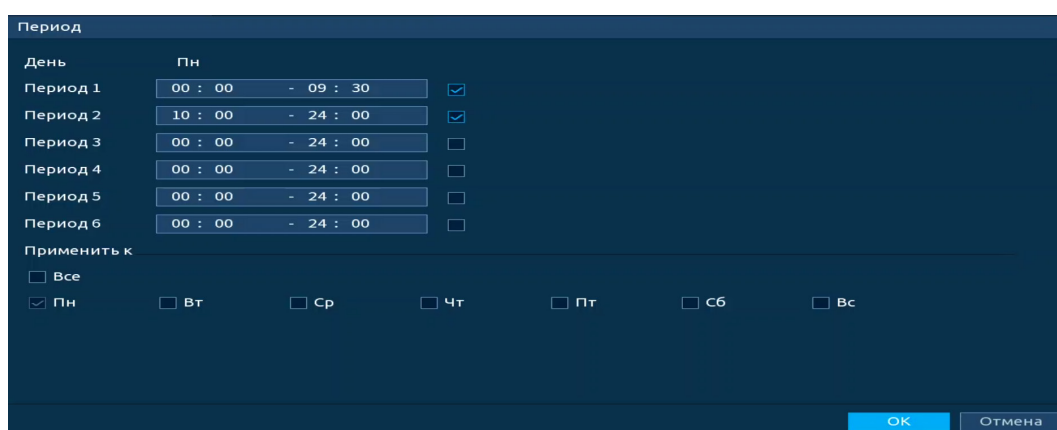 Период
День Пн
Период 1 00 : 00 - 09 : 30
Период 2 10 : 00 - 24 : 00
Период 3 00 : 00 - 24 : 00
Период 4 00 : 00 - 24 : 00
Период 5 00 : 00 - 24 : 00
Период 6 00 : 00 - 24 : 00
Применить к
Все
Пн Вт Ср Чт Пт Сб Вс
OK Отмена